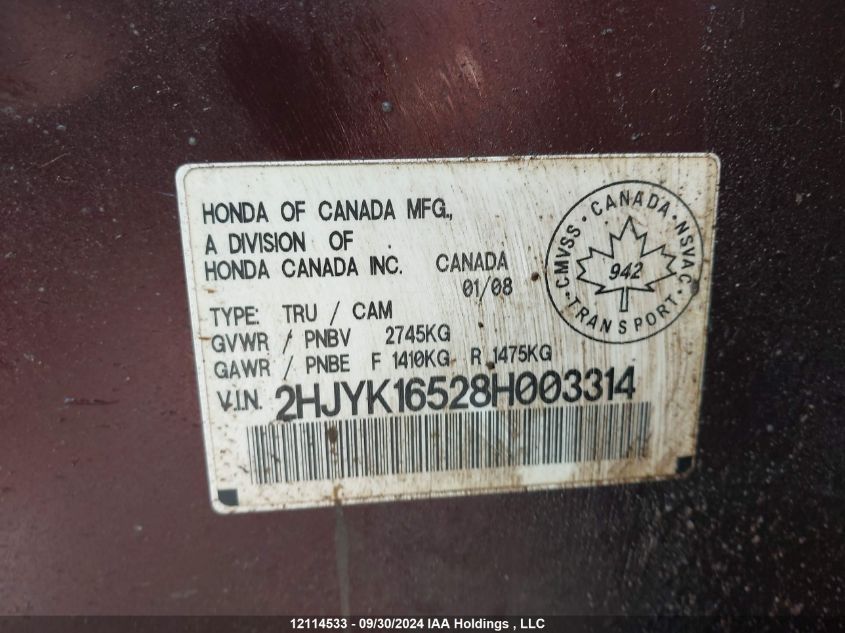 HONDA OF CANADA MFG.,
A DIVISION OF
HONDA CANADA INC. CANADA
01/08
TYPE: TRU / CAM
GVWR / PNBV 2745KG
GAWR / PNBE F 1410KG R 1475KG
V.I.N. 2HJYK16528H003314
CMVSS · CANADA · NSVAC · TRANSPORT ·
942
12114533 - 09/30/2024 IAA Holdings , LLC